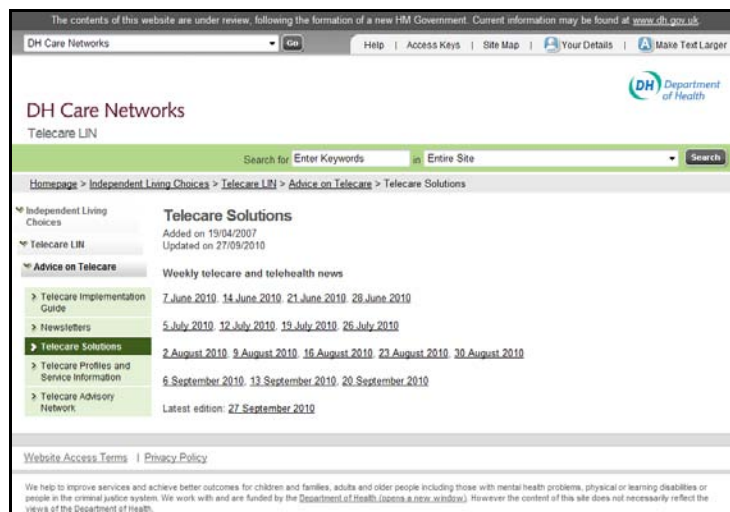 The contents of this website are under review, following the formation of a new HM Government. Current information may be found at www.dh.gov.uk.
DH Care Networks Go Help | Access Keys | Site Map | Your Details | A Make Text Larger
DH Department
of Health
DH Care Networks
Telecare LIN
Search for Enter Keywords in Entire Site Search
Homepage > Independent Living Choices > Telecare LIN > Advice on Telecare > Telecare Solutions
Independent Living
Choices
Telecare LIN
Advice on Telecare
> Telecare Implementation
Guide
> Newsletters
> Telecare Solutions
> Telecare Profiles and
Service Information
> Telecare Advisory
Network
Telecare Solutions
Added on 19/04/2007
Updated on 27/09/2010
Weekly telecare and telehealth news
7 June 2010, 14 June 2010, 21 June 2010, 28 June 2010
5 July 2010, 12 July 2010, 19 July 2010, 26 July 2010
2 August 2010, 9 August 2010, 16 August 2010, 23 August 2010, 30 August 2010
6 September 2010, 13 September 2010, 20 September 2010
Latest edition: 27 September 2010
Website Access Terms | Privacy Policy
We help to improve services and achieve better outcomes for children and families, adults and older people including those with mental health problems, physical or learning disabilities or
people in the criminal justice system. We work with and are funded by the Department of Health (opens a new window). However the content of this site does not necessarily reflect the
views of the Department of Health.